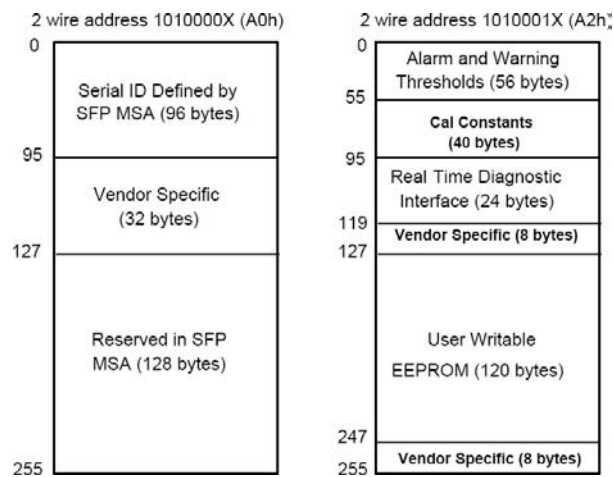 2 wire address 1010000X (A0h)
0
Serial ID Defined by
SFP MSA (96 bytes)
95
Vendor Specific
(32 bytes)
127
Reserved in SFP
MSA (128 bytes)
255
2 wire address 1010001X (A2h)
0
Alarm and Warning
Thresholds (56 bytes)
55
Cal Constants
(40 bytes)
95
Real Time Diagnostic
Interface (24 bytes)
119
Vendor Specific (8 bytes)
127
User Writable
EEPROM (120 bytes)
247
Vendor Specific (8 bytes)
255